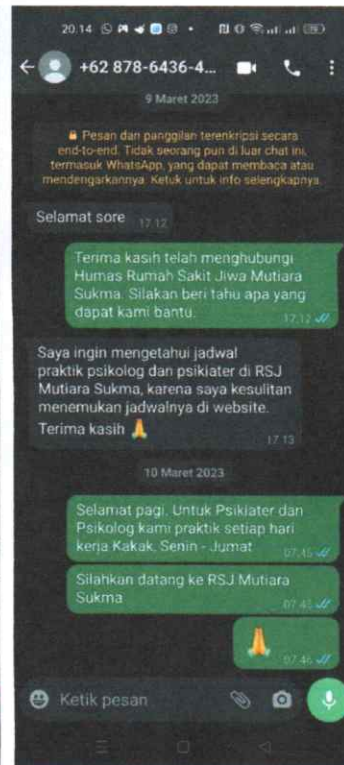 20.14
+62 878-6436-4...
9 Maret 2023
Pesan dan panggilan terenkripsi secara
end-to-end. Tidak seorang pun di luar chat ini,
termasuk WhatsApp, yang dapat membaca atau
mendengarkannya. Ketuk untuk info selengkapnya.
Selamat sore 17.12
Terima kasih telah menghubungi
Humas Rumah Sakit Jiwa Mutiara
Sukma. Silakan beri tahu apa yang
dapat kami bantu. 17.12
Saya ingin mengetahui jadwal
praktik psikolog dan psikiater di RSJ
Mutiara Sukma, karena saya kesulitan
menemukan jadwalnya di website.
Terima kasih 🙏 17.13
10 Maret 2023
Selamat pagi. Untuk Psikiater dan
Psikolog kami praktik setiap hari
kerja Kakak, Senin - Jumat 07.45
Silahkan datang ke RSJ Mutiara
Sukma 07.45
🙏 07.46
Ketik pesan